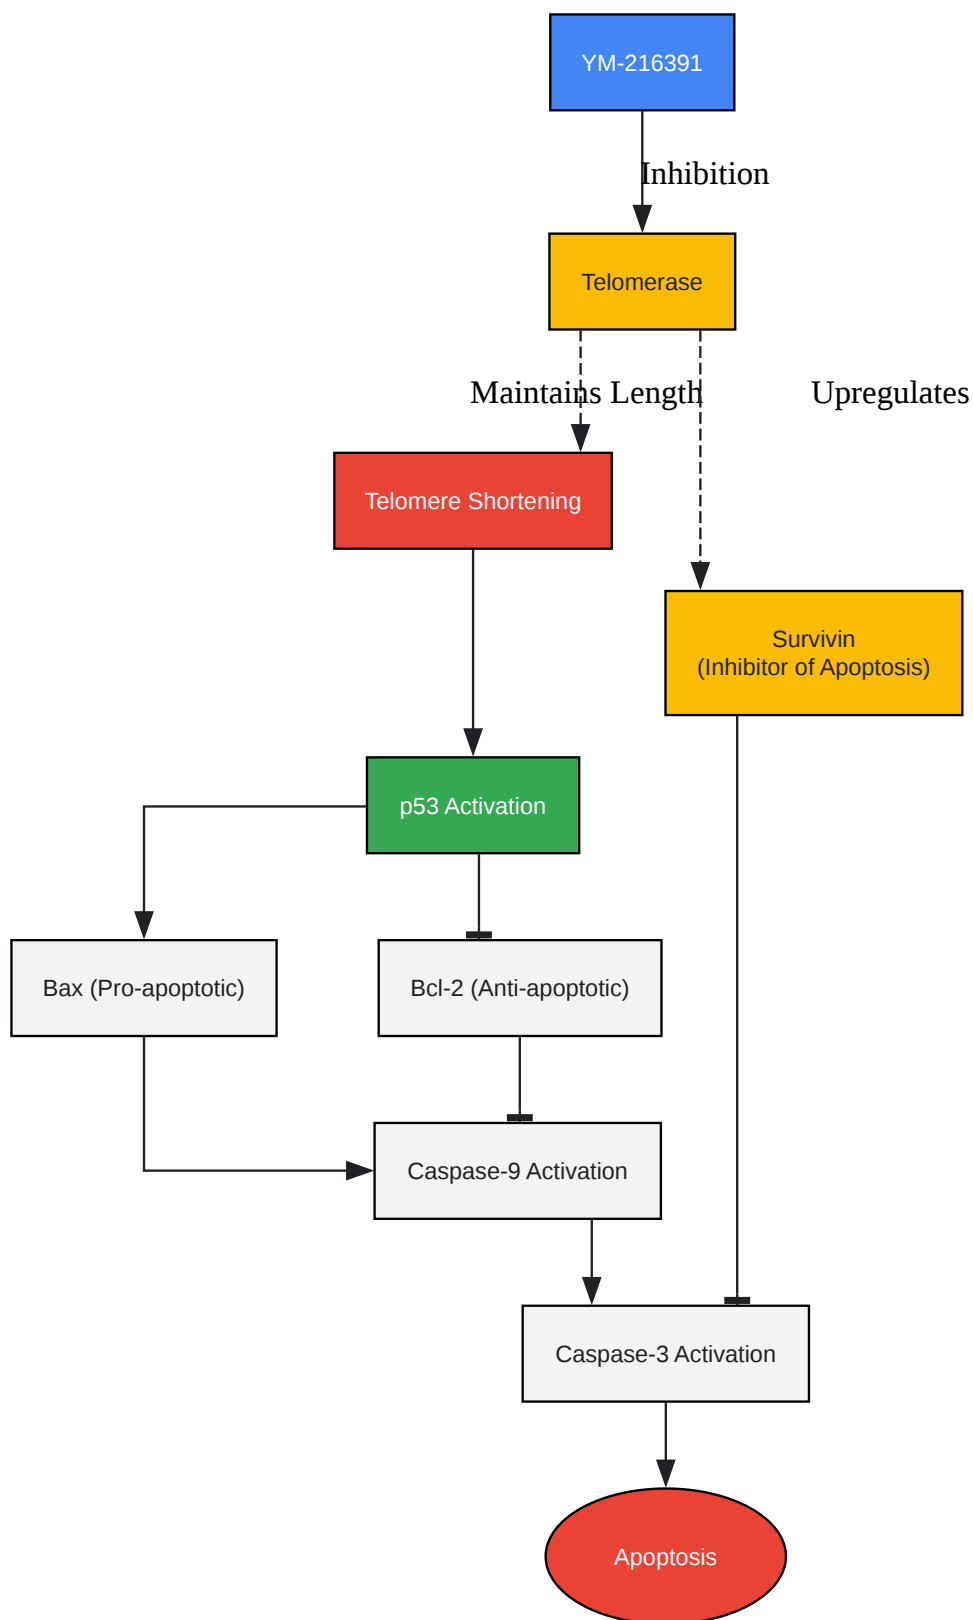 YM-216391
Inhibition
Telomerase
Maintains Length
Upregulates
Telomere Shortening
Survivin
(Inhibitor of Apoptosis)
p53 Activation
Bax (Pro-apoptotic)
Bcl-2 (Anti-apoptotic)
Caspase-9 Activation
Caspase-3 Activation
Apoptosis